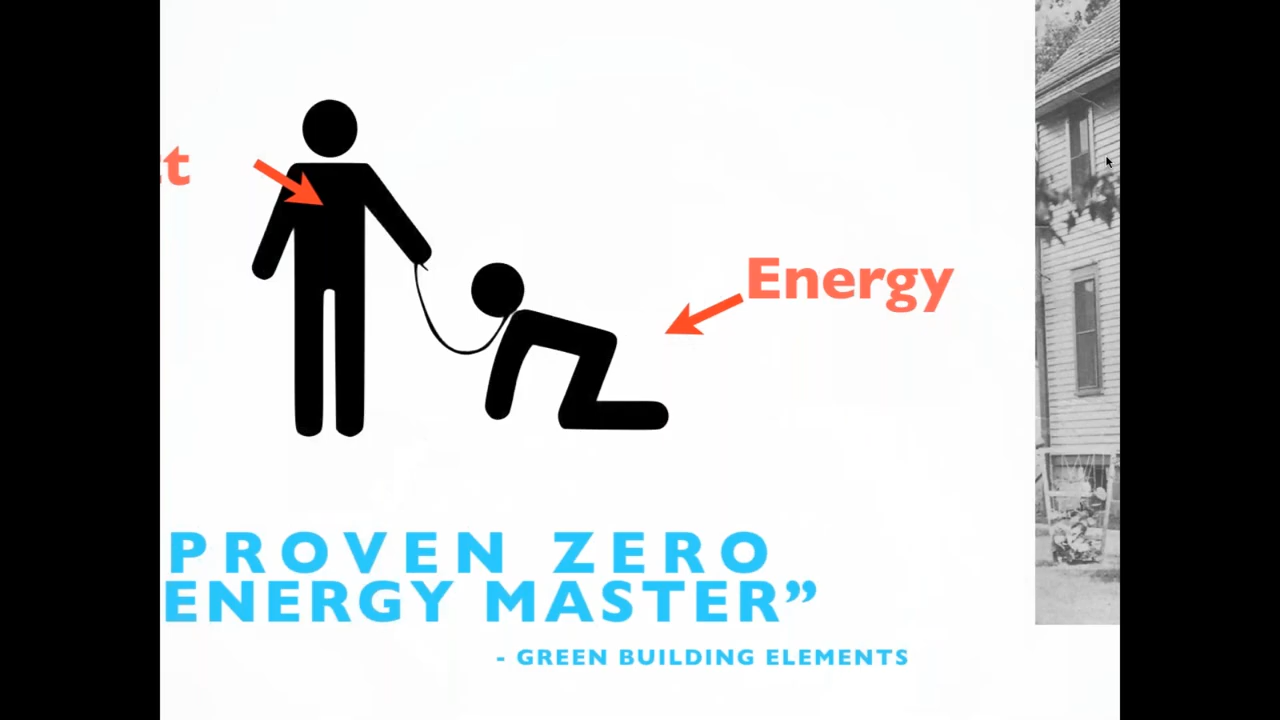 Energy
PROVEN ZERO
ENERGY MASTER”
- GREEN BUILDING ELEMENTS